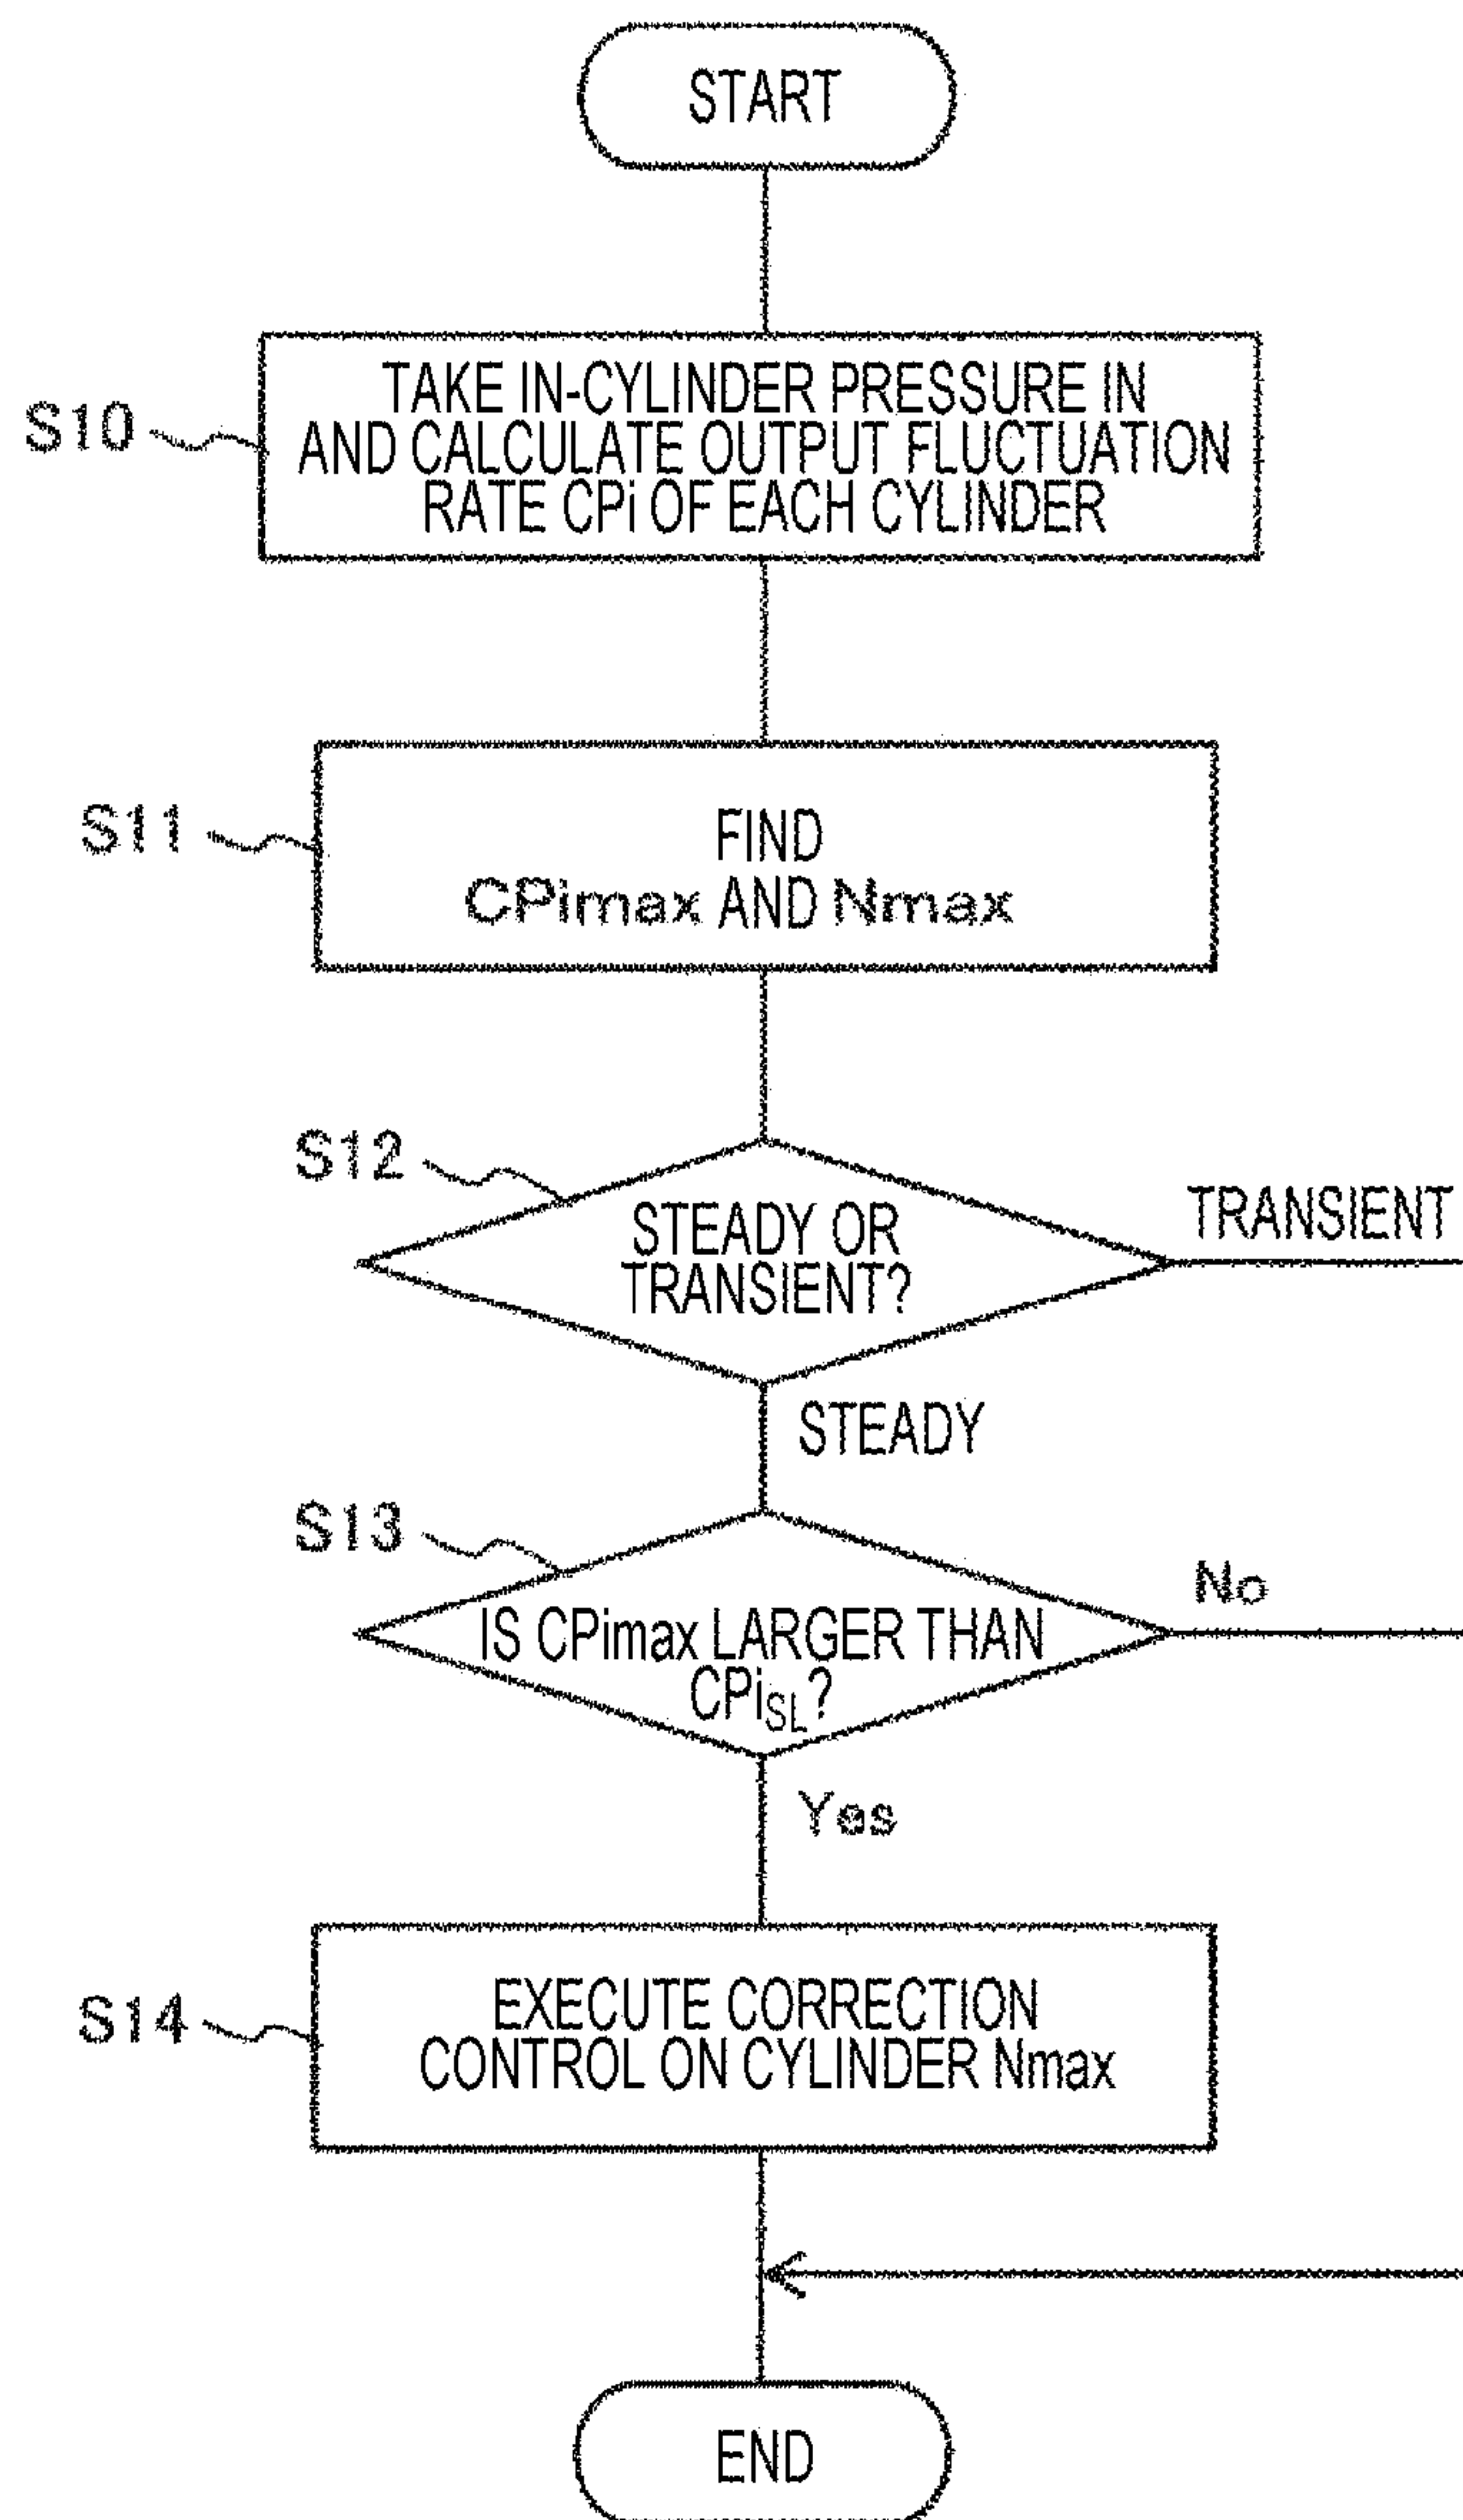 START
S10
TAKE IN-CYLINDER PRESSURE IN
AND CALCULATE OUTPUT FLUCTUATION
RATE CPi OF EACH CYLINDER
S11
FIND
CPimax AND Nmax
S12
STEADY OR
TRANSIENT?
TRANSIENT
STEADY
S13
IS CPimax LARGER THAN
CPiSL?
No
Yes
S14
EXECUTE CORRECTION
CONTROL ON CYLINDER Nmax
END